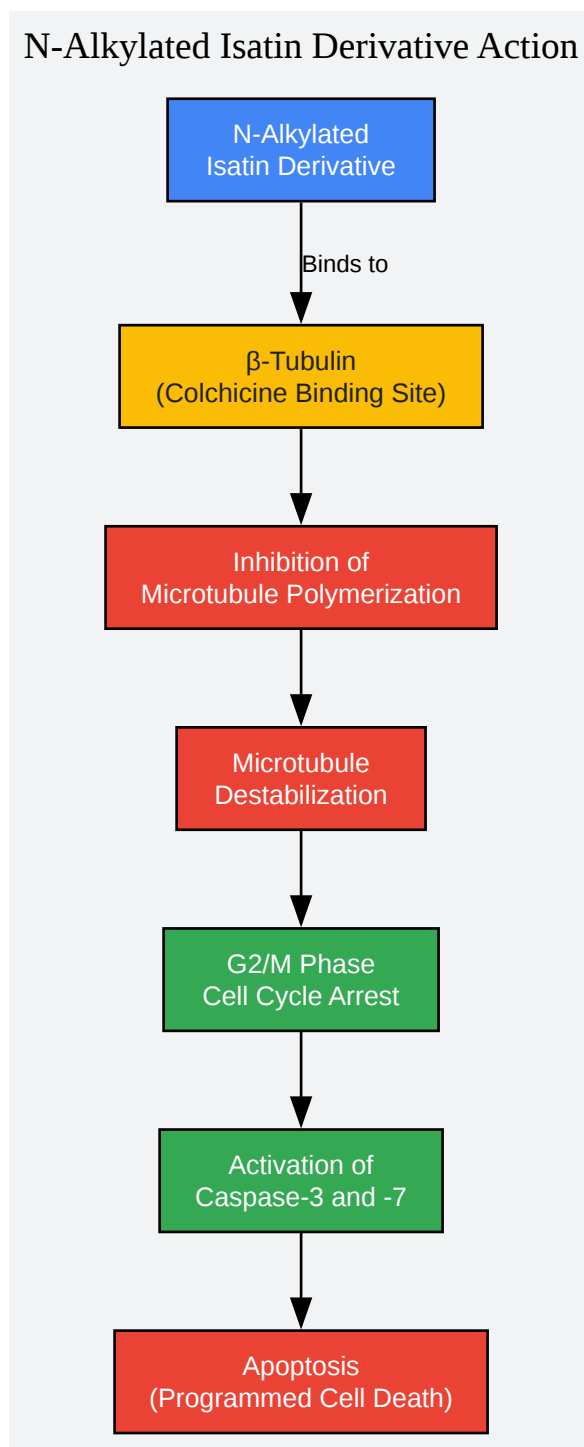 N-Alkylated Isatin Derivative Action
N-Alkylated
Isatin Derivative
Binds to
β-Tubulin
(Colchicine Binding Site)
Inhibition of
Microtubule Polymerization
Microtubule
Destabilization
G2/M Phase
Cell Cycle Arrest
Activation of
Caspase-3 and -7
Apoptosis
(Programmed Cell Death)